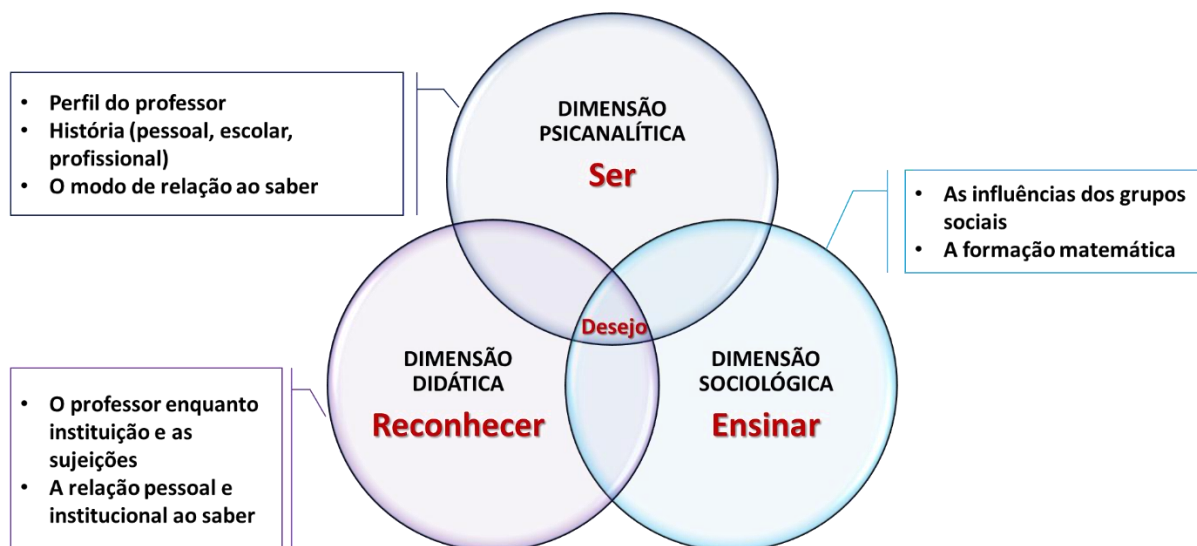 • Perfil do professor
• História (pessoal, escolar,
profissional)
• O modo de relação ao saber
DIMENSÃO
PSICANALÍTICA
Ser
• As influências dos grupos
sociais
• A formação matemática
Desejo
DIMENSÃO
DIDÁTICA
Reconhecer
DIMENSÃO
SOCIOLÓGICA
Ensinar
• O professor enquanto
instituição e as
sujeições
• A relação pessoal e
institucional ao saber